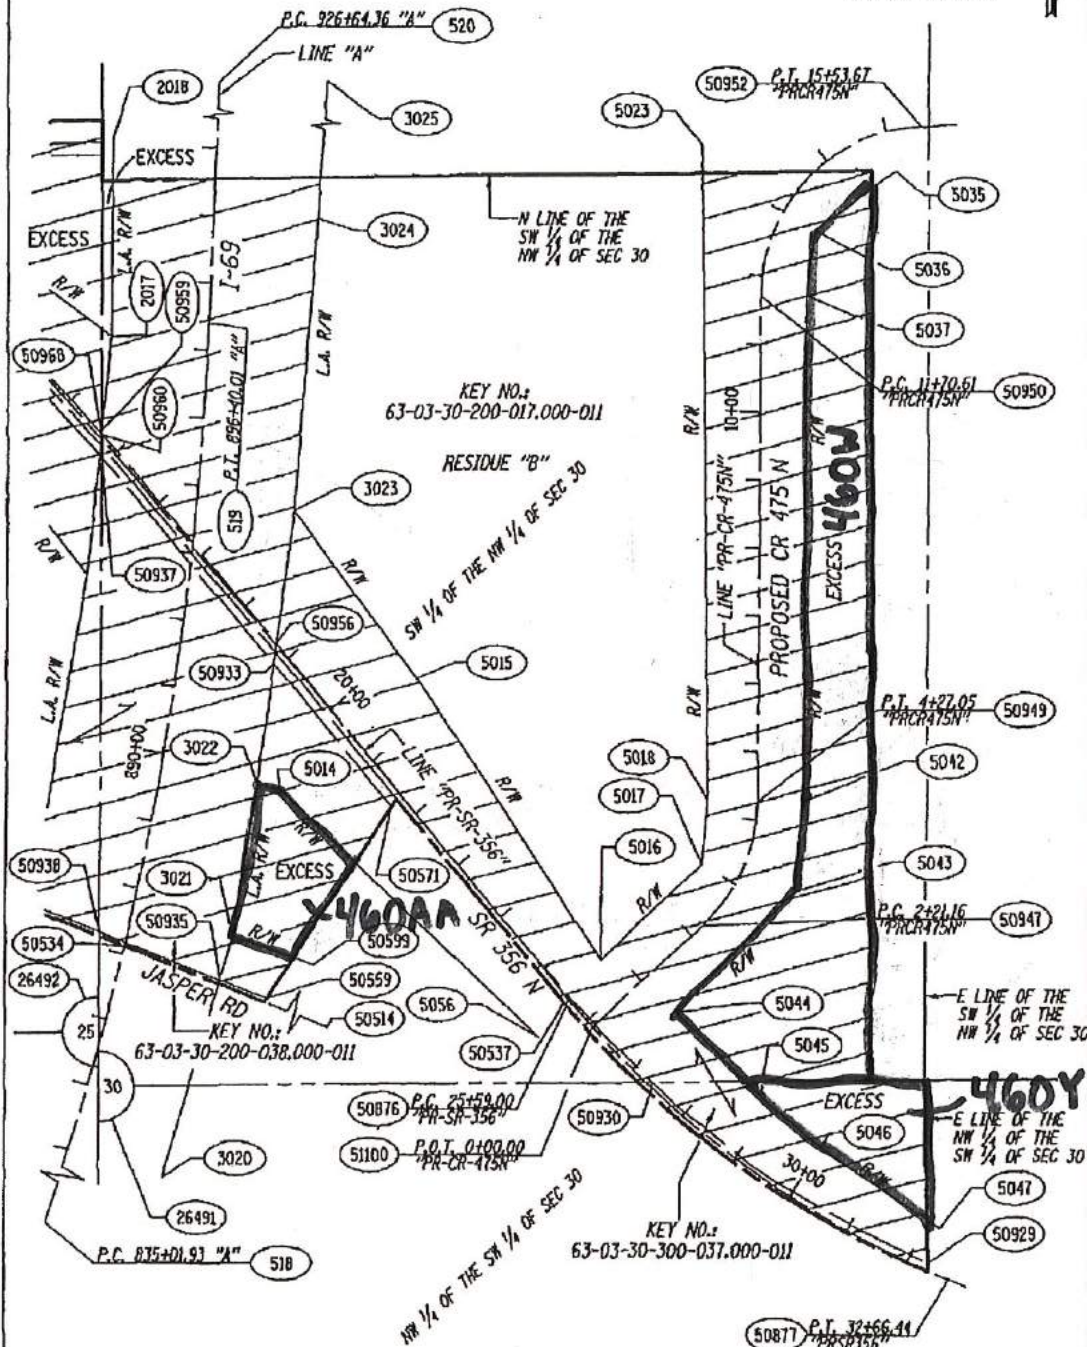 P.C. 926+64.36 "A"
520
LINE "A"
2018
3025
5023
50952
P.T. 15+53.67
"PRCR475N"
EXCESS
5035
EXCESS
L.A. R/W
N LINE OF THE
SW 1/4 OF THE
NW 1/4 OF SEC 30
3024
5036
I-69
R/W
2017
50959
5037
50968
50960
P.T. 896+40.01 "A"
519
L.A. R/W
KEY NO.:
63-03-30-200-017.000-011
R/W
10+00
R/W
P.C. 11+70.61
"PRCR475N"
50950
RESIDUE "B"
3023
EXCESS 460W
R/W
50937
R/W
SW 1/4 OF THE NW 1/4 OF SEC 30
LINE "PR-CR-475N"
PROPOSED CR 475 N
50956
50933
20+00
5015
L.A. R/W
R/W
R/W
P.T. 4+27.05
"PRCR475N"
50949
890+00
3022
5014
LINE "PR-SR-356"
R/W
5018
5042
5017
R/W
5016
50938
3021
L.A. R/W
EXCESS
50571
5043
50935
460AA
R/W
P.C. 2+21.16
"PRCR475N"
50947
R/W
50599
SR 356 N
50534
R/W
26492
JASPER RD
50559
5044
E LINE OF THE
SW 1/4 OF THE
NW 1/4 OF SEC 30
50514
5056
25
KEY NO.:
63-03-30-200-038.000-011
50537
5045
30
460Y
EXCESS
50876
P.C. 25+59.00
"PR-SR-356"
50930
5046
E LINE OF THE
NW 1/4 OF THE
SW 1/4 OF SEC 30
3020
51100
P.O.T. 0+00.00
"PR-CR-475N"
30+00
R/W
5047
26491
KEY NO.:
63-03-30-300-037.000-011
50929
P.C. 835+01.93 "A"
518
NW 1/4 OF THE SW 1/4 OF SEC 30
50877
P.T. 32+66.44
"PRSR356"